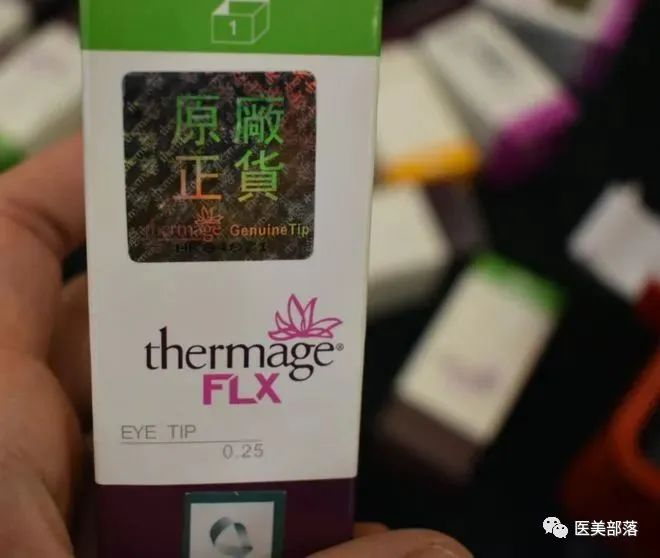 1
原廠
正貨
thermage GenuineTip
thermage®
FLX
EYE TIP
0.25
医美部落